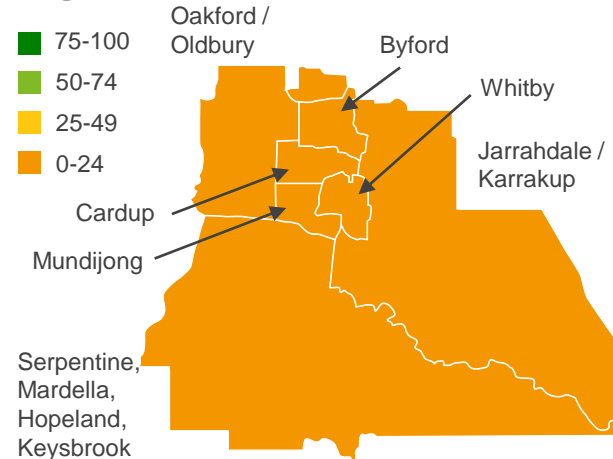 75-100
50-74
25-49
0-24
Oakford /
Oldbury
Byford
Whitby
Jarrahdale /
Karrakup
Cardup
Mundijong
Serpentine,
Mardella,
Hopeland,
Keysbrook